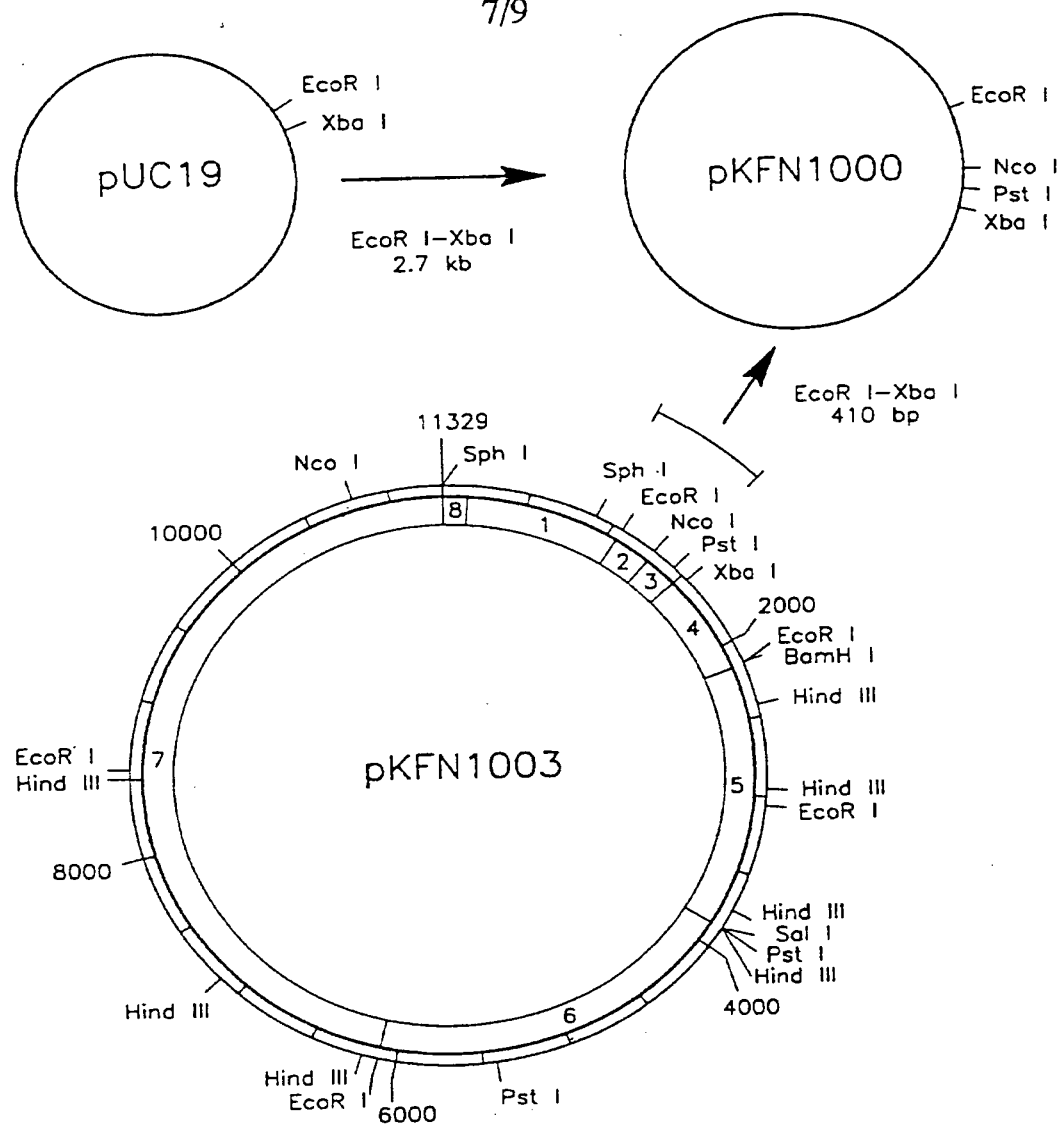 7/9
EcoR I
Xba I
pUC19
EcoR I-Xba I
2.7 kb
EcoR I
pKFN1000
Nco I
Pst I
Xba I
EcoR I-Xba I
410 bp
11329
Nco I
Sph I
Sph I
EcoR I
Nco I
Pst I
Xba I
10000
8
1
2
3
4
2000
EcoR I
BamH I
Hind III
EcoR I
Hind III
7
pKFN1003
5
Hind III
EcoR I
8000
Hind III
Sal I
Pst I
Hind III
4000
Hind III
6
Hind III
EcoR I
6000
Pst I